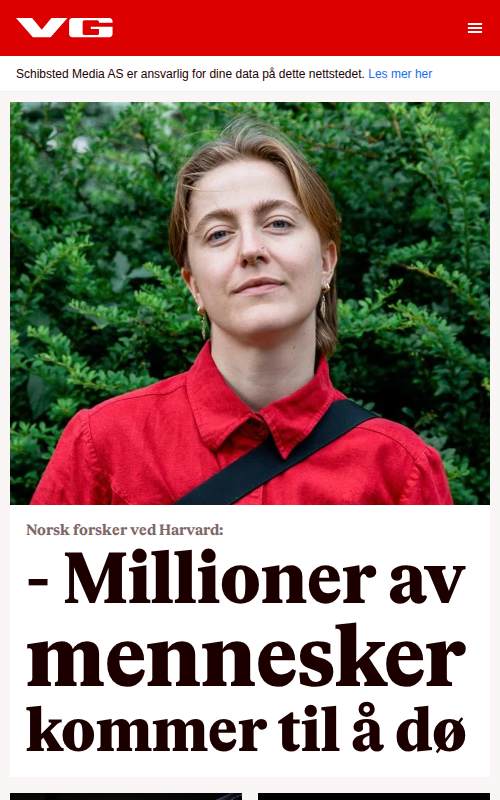 VG
Schibsted Media AS er ansvarlig for dine data på dette nettstedet. Les mer her
Norsk forsker ved Harvard:
- Millioner av
mennesker
kommer til å dø